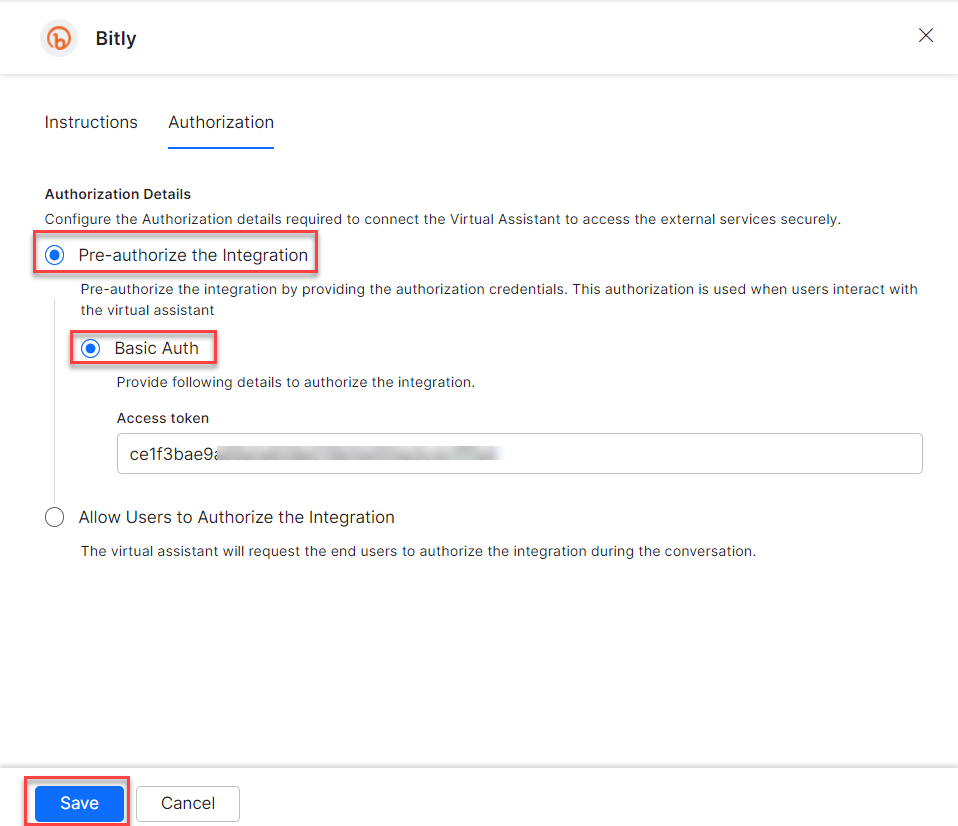 Bitly
Instructions
Authorization
Authorization Details
Configure the Authorization details required to connect the Virtual Assistant to access the external services securely.
Pre-authorize the Integration
Pre-authorize the integration by providing the authorization credentials. This authorization is used when users interact with
the virtual assistant
Basic Auth
Provide following details to authorize the integration.
Access token
ce1f3bae9a
Allow Users to Authorize the Integration
The virtual assistant will request the end users to authorize the integration during the conversation.
Save
Cancel